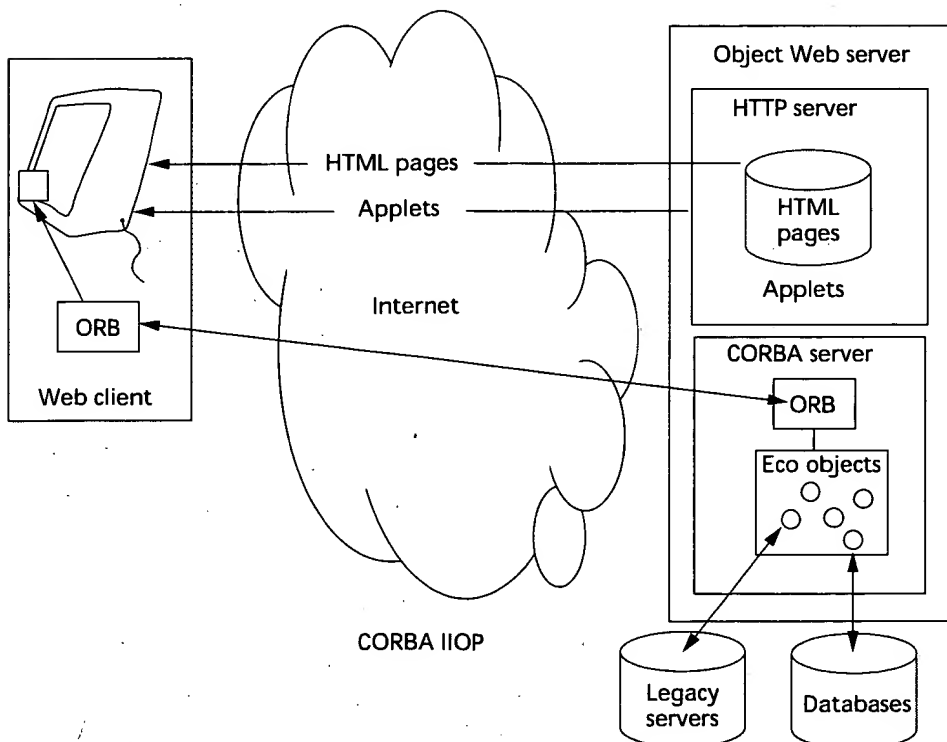 Object Web server
HTTP server
HTML pages
Applets
HTML
pages
Applets
Internet
ORB
Web client
CORBA server
ORB
Eco objects
CORBA IIOP
Legacy
servers
Databases